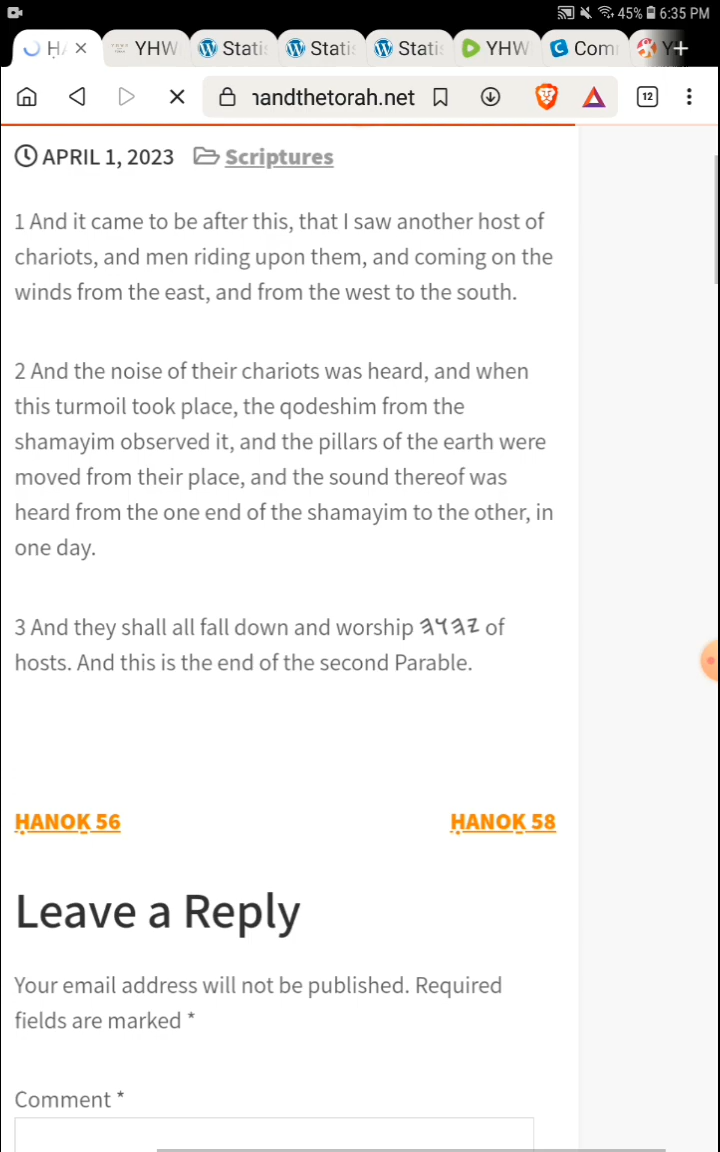 45% 6:35 PM
Ḥ YHW Stati Stati Stati YHW Com Y
handthetorah.net 12
APRIL 1, 2023 Scriptures
1 And it came to be after this, that I saw another host of
chariots, and men riding upon them, and coming on the
winds from the east, and from the west to the south.
2 And the noise of their chariots was heard, and when
this turmoil took place, the qodeshim from the
shamayim observed it, and the pillars of the earth were
moved from their place, and the sound thereof was
heard from the one end of the shamayim to the other, in
one day.
3 And they shall all fall down and worship 𐤉𐤄𐤅𐤄 of
hosts. And this is the end of the second Parable.
ḤANOḴ 56 ḤANOḴ 58
Leave a Reply
Your email address will not be published. Required
fields are marked *
Comment *